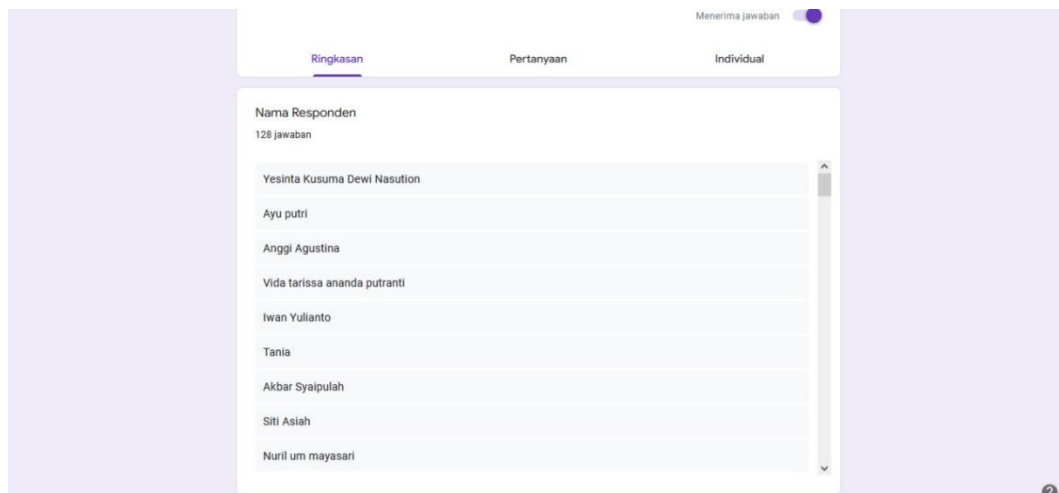 Menerima jawaban
Ringkasan Pertanyaan Individual
Nama Responden
128 jawaban
Yesinta Kusuma Dewi Nasution
Ayu putri
Anggi Agustina
Vida tarissa ananda putranti
Iwan Yulianto
Tania
Akbar Syaipulah
Siti Asiah
Nuril um mayasari
?